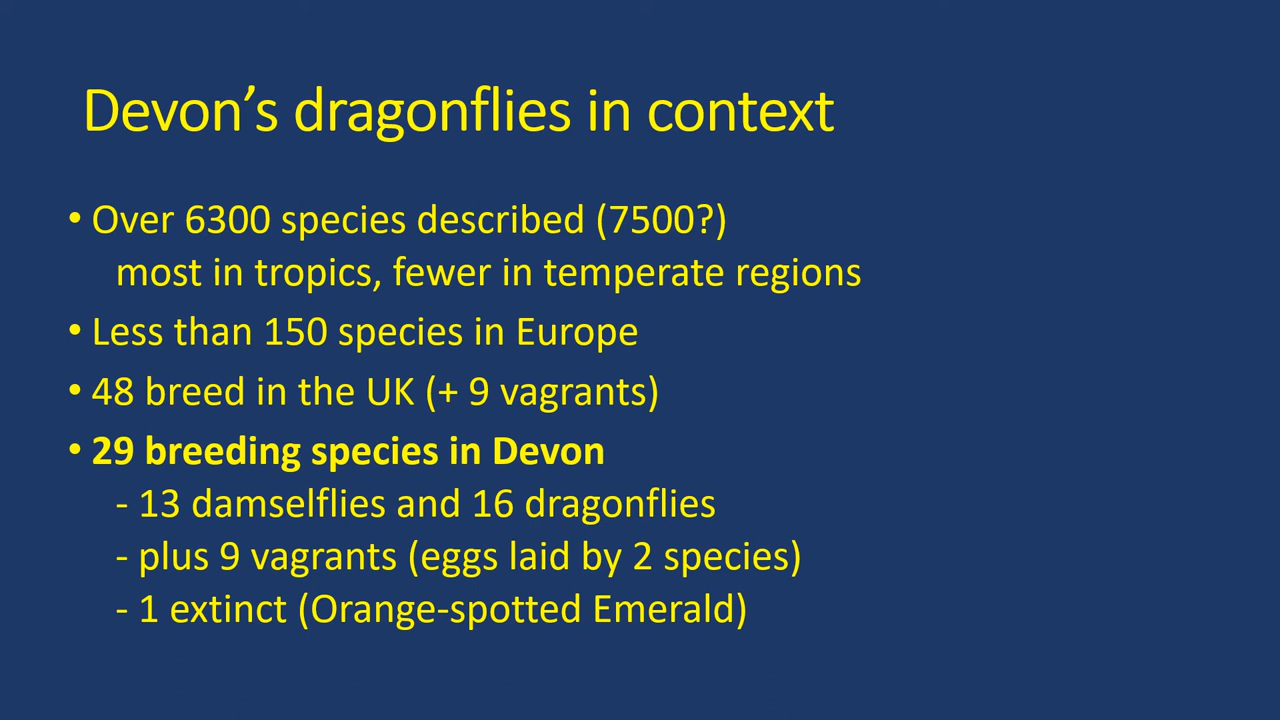 Devon’s dragonflies in context
• Over 6300 species described (7500?)
most in tropics, fewer in temperate regions
• Less than 150 species in Europe
• 48 breed in the UK (+ 9 vagrants)
• 29 breeding species in Devon
- 13 damselflies and 16 dragonflies
- plus 9 vagrants (eggs laid by 2 species)
- 1 extinct (Orange-spotted Emerald)